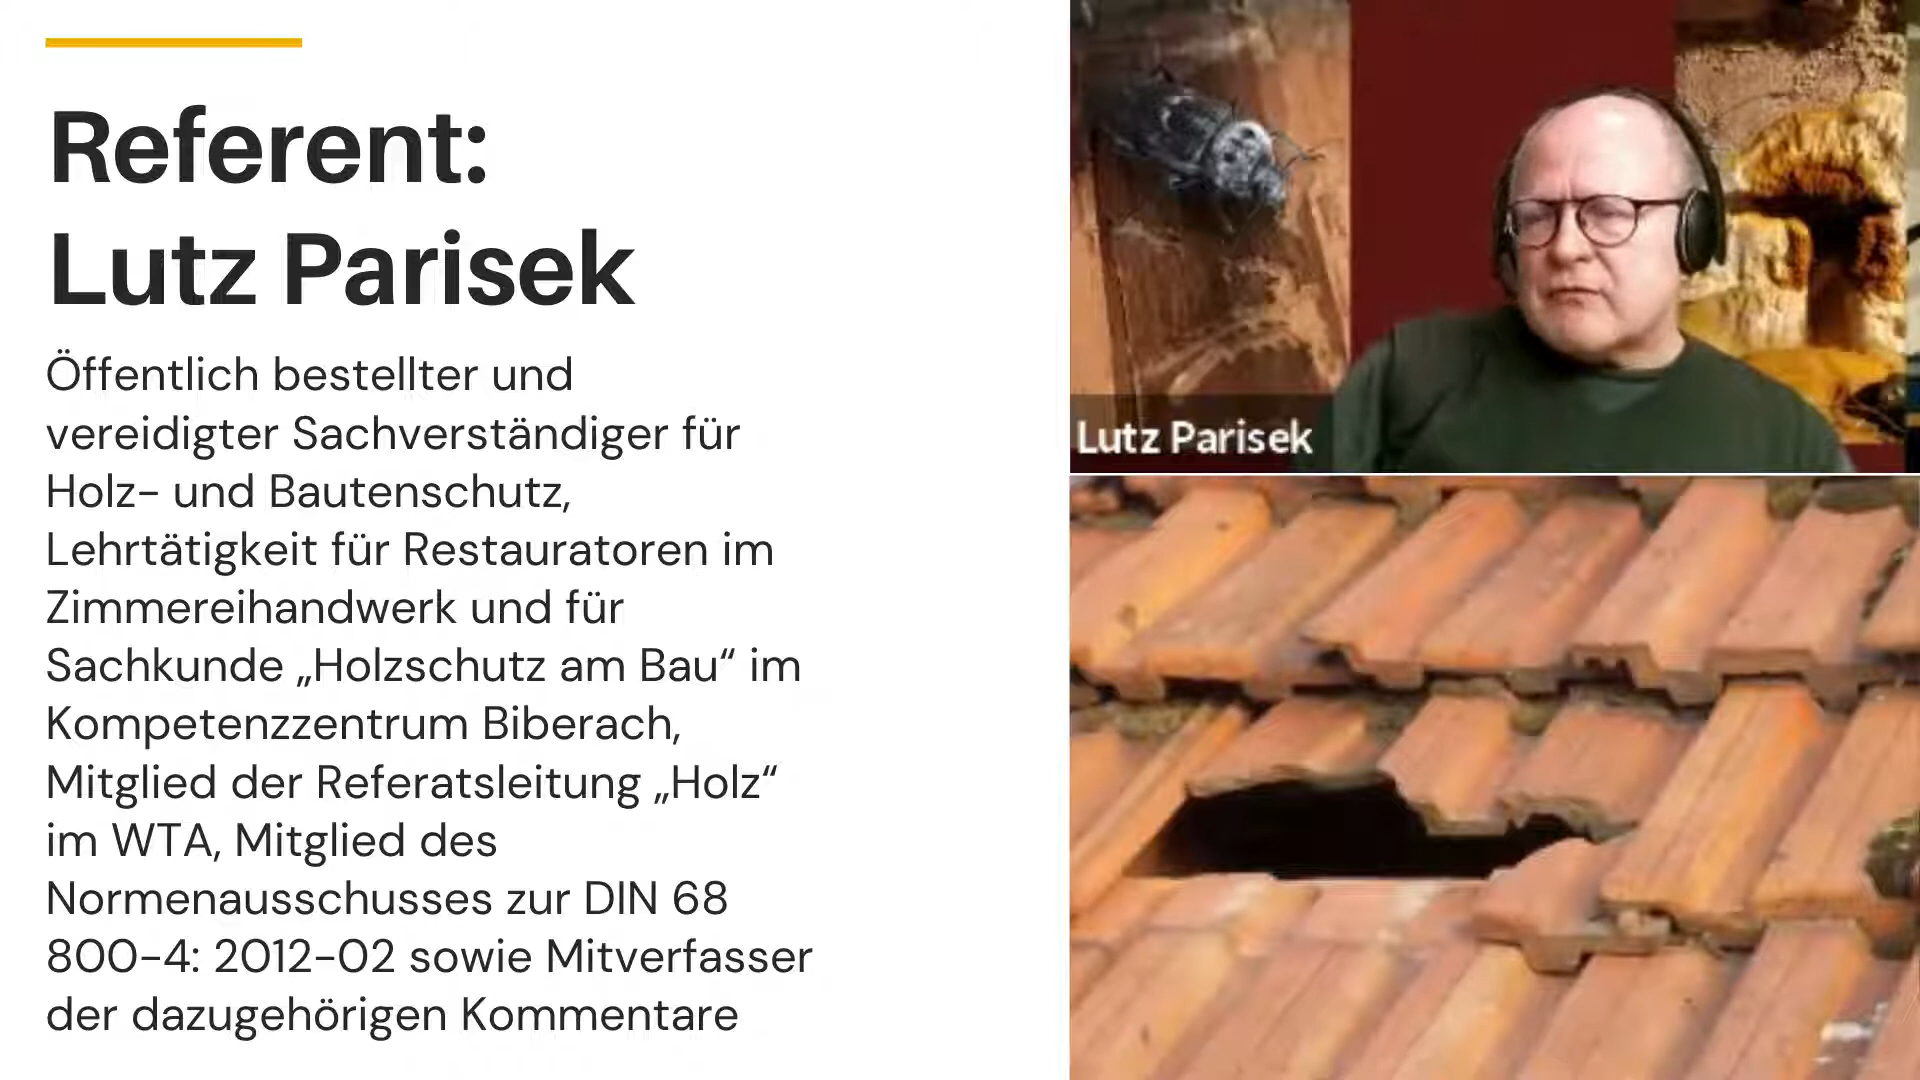 Referent:
Lutz Parisek
Öffentlich bestellter und
vereidigter Sachverständiger für
Holz- und Bautenschutz,
Lehrtätigkeit für Restauratoren im
Zimmereihandwerk und für
Sachkunde „Holzschutz am Bau“ im
Kompetenzzentrum Biberach,
Mitglied der Referatsleitung „Holz“
im WTA, Mitglied des
Normenausschusses zur DIN 68
800-4: 2012-02 sowie Mitverfasser
der dazugehörigen Kommentare
Lutz Parisek